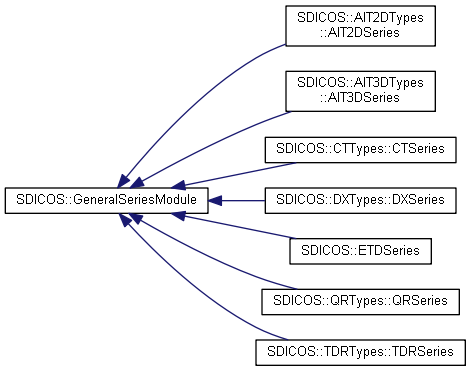 SDICOS::AIT2DTypes
::AIT2DSeries
SDICOS::AIT3DTypes
::AIT3DSeries
SDICOS::CTTypes::CTSeries
SDICOS::GeneralSeriesModule
SDICOS::DXTypes::DXSeries
SDICOS::ETDSeries
SDICOS::QRTypes::QRSeries
SDICOS::TDRTypes::TDRSeries